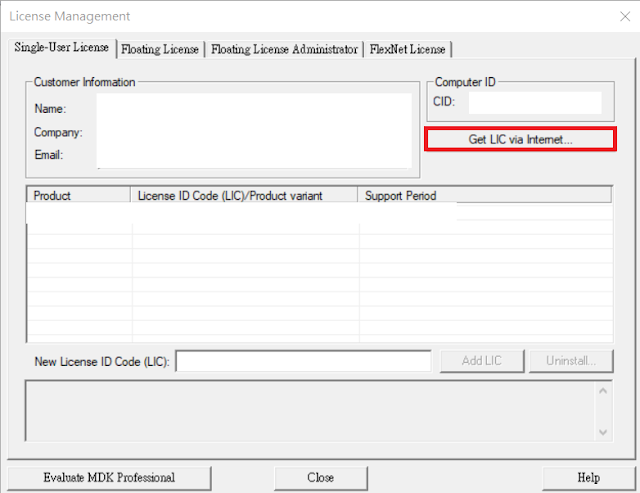 License Management
Single-User License
Floating License
Floating License Administrator
FlexNet License
Customer Information
Name:
Company:
Email:
Computer ID
CID:
Get LIC via Internet...
Product
License ID Code (LIC)/Product variant
Support Period
New License ID Code (LIC):
Add LIC
Uninstall...
Evaluate MDK Professional
Close
Help